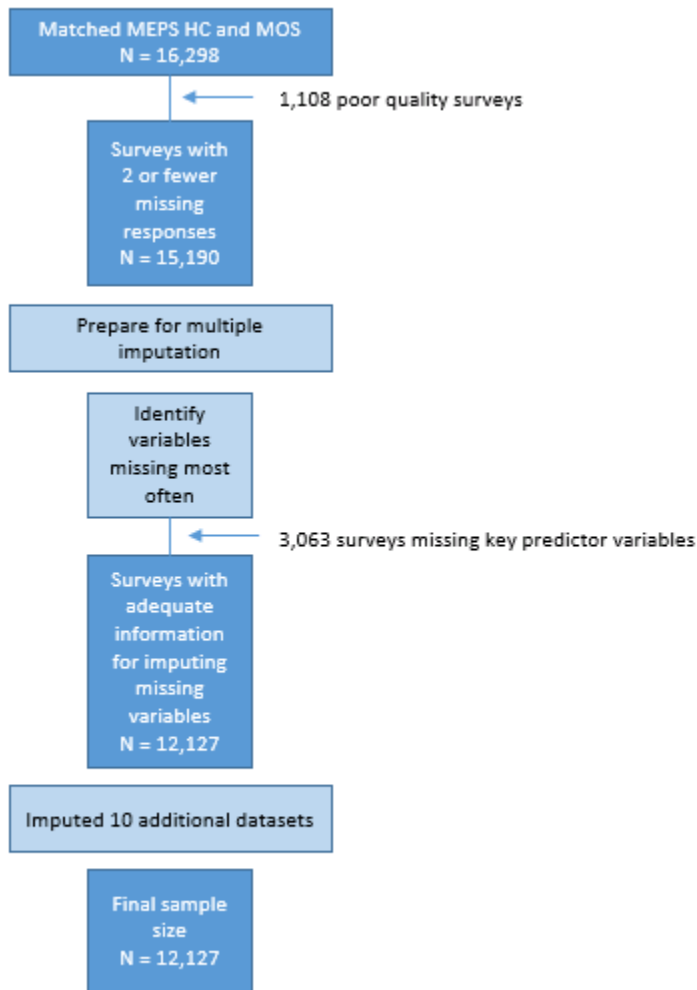 Matched MEPS HC and MOS
N = 16,298
1,108 poor quality surveys
Surveys with
2 or fewer
missing
responses
N = 15,190
Prepare for multiple
imputation
Identify
variables
missing most
often
3,063 surveys missing key predictor variables
Surveys with
adequate
information
for imputing
missing
variables
N = 12,127
Imputed 10 additional datasets
Final sample
size
N = 12,127